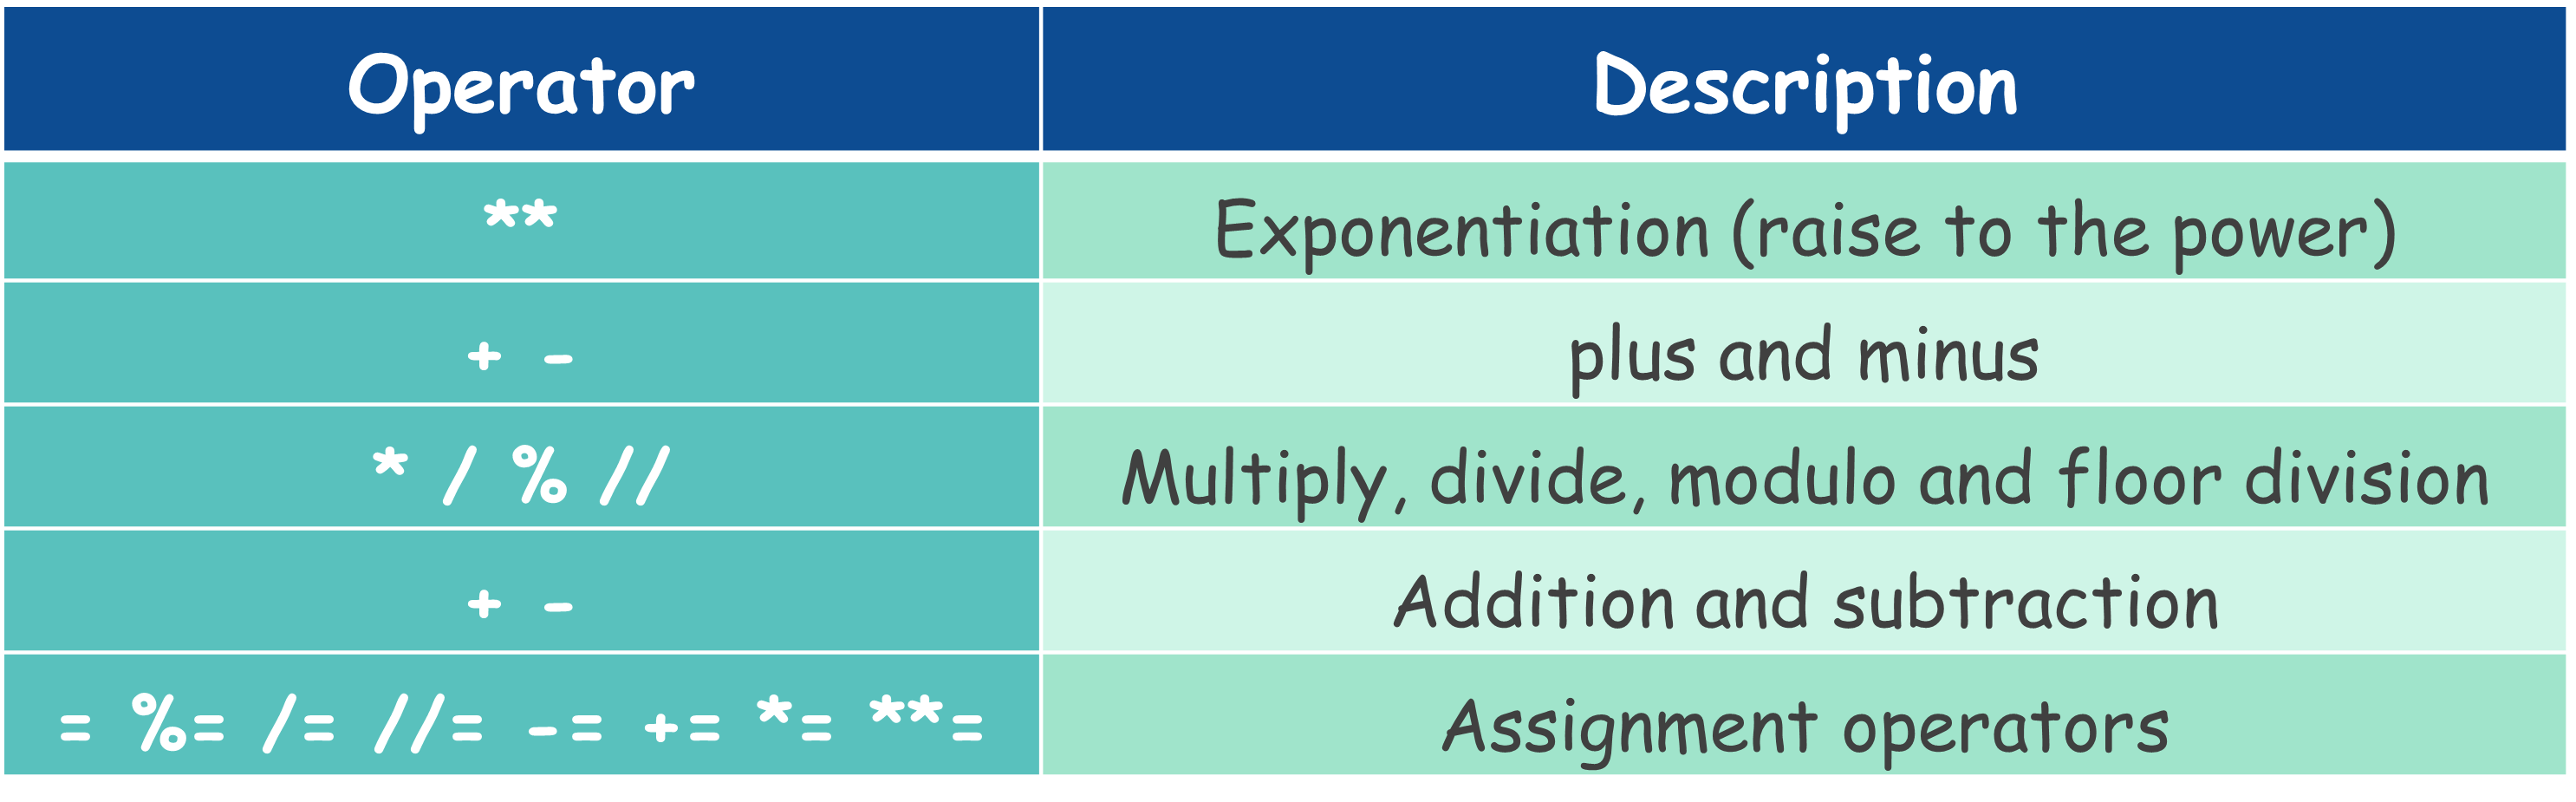 Operator Description
** Exponentiation (raise to the power)
+ - plus and minus
* / % // Multiply, divide, modulo and floor division
+ - Addition and subtraction
= %= /= //= -= += *= **= Assignment operators